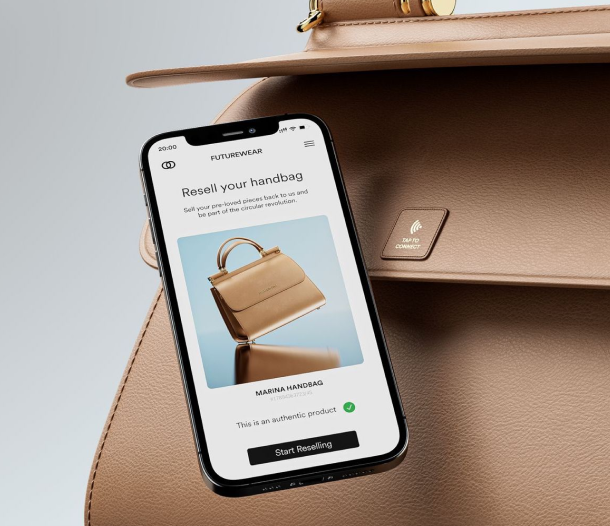 20:00
FUTUREWEAR
Resell your handbag
Sell your pre-loved pieces back to us and
be part of the circular revolution.
MARINA HANDBAG
This is an authentic product
Start Reselling
TAP TO
CONNECT